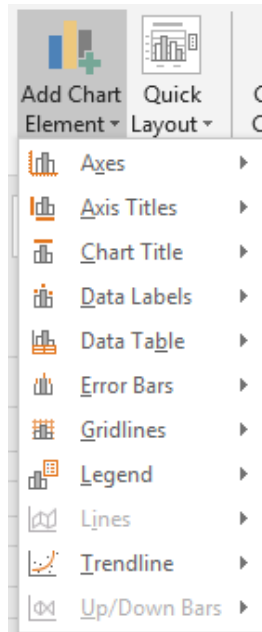 Add Chart Quick
Element Layout
Axes
Axis Titles
Chart Title
Data Labels
Data Table
Error Bars
Gridlines
Legend
Lines
Trendline
Up/Down Bars